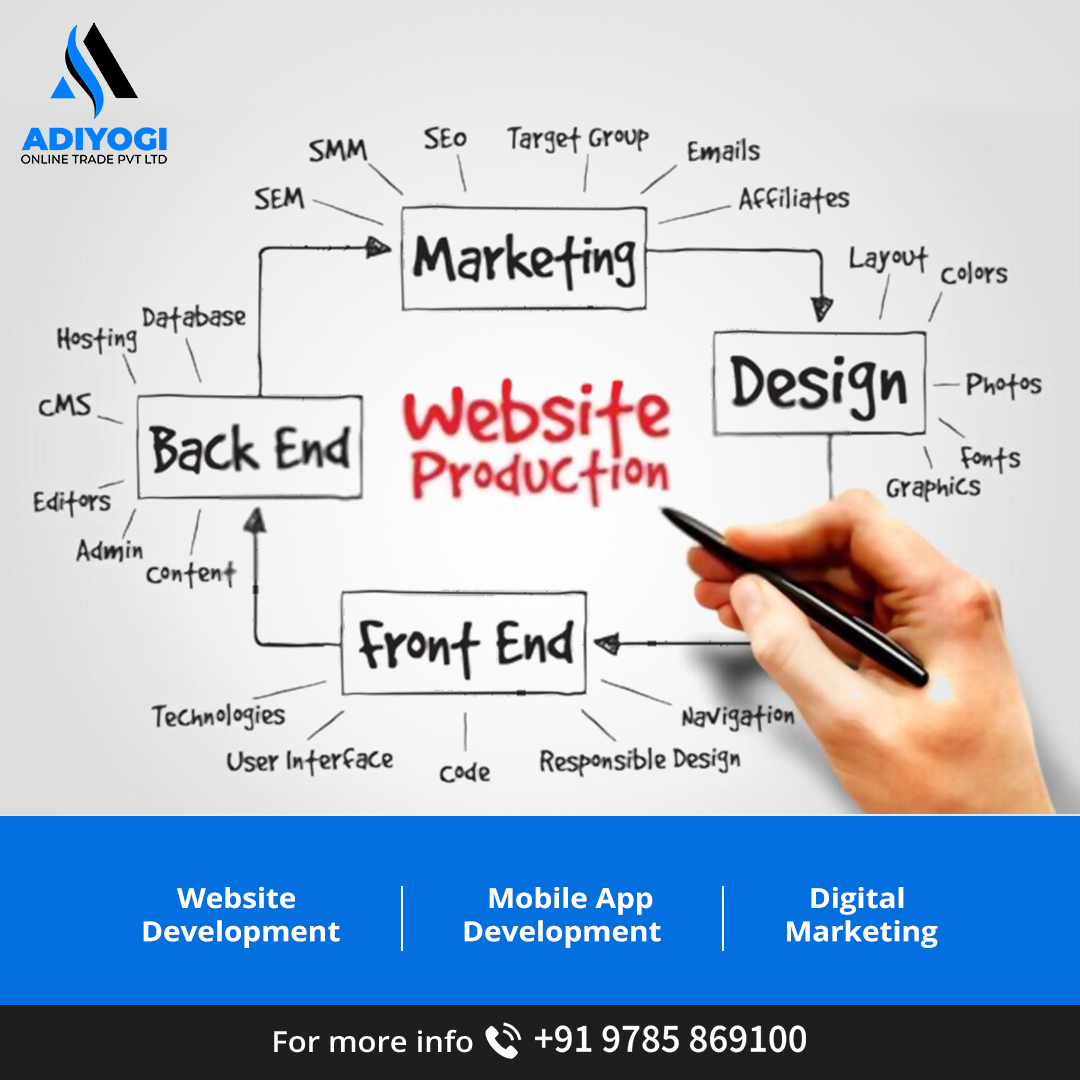 ADIYOGI
ONLINE TRADE PVT LTD
SEM
SMM
SEO
Target Group
Emails
Affiliates
Marketing
Layout
Colors
Design
Photos
Fonts
Graphics
Database
Hosting
CMS
Back End
Editors
Admin
Content
Website
Production
Front End
Technologies
User Interface
Code
Responsible Design
Navigation
Website
Development
Mobile App
Development
Digital
Marketing
For more info +91 9785 869100